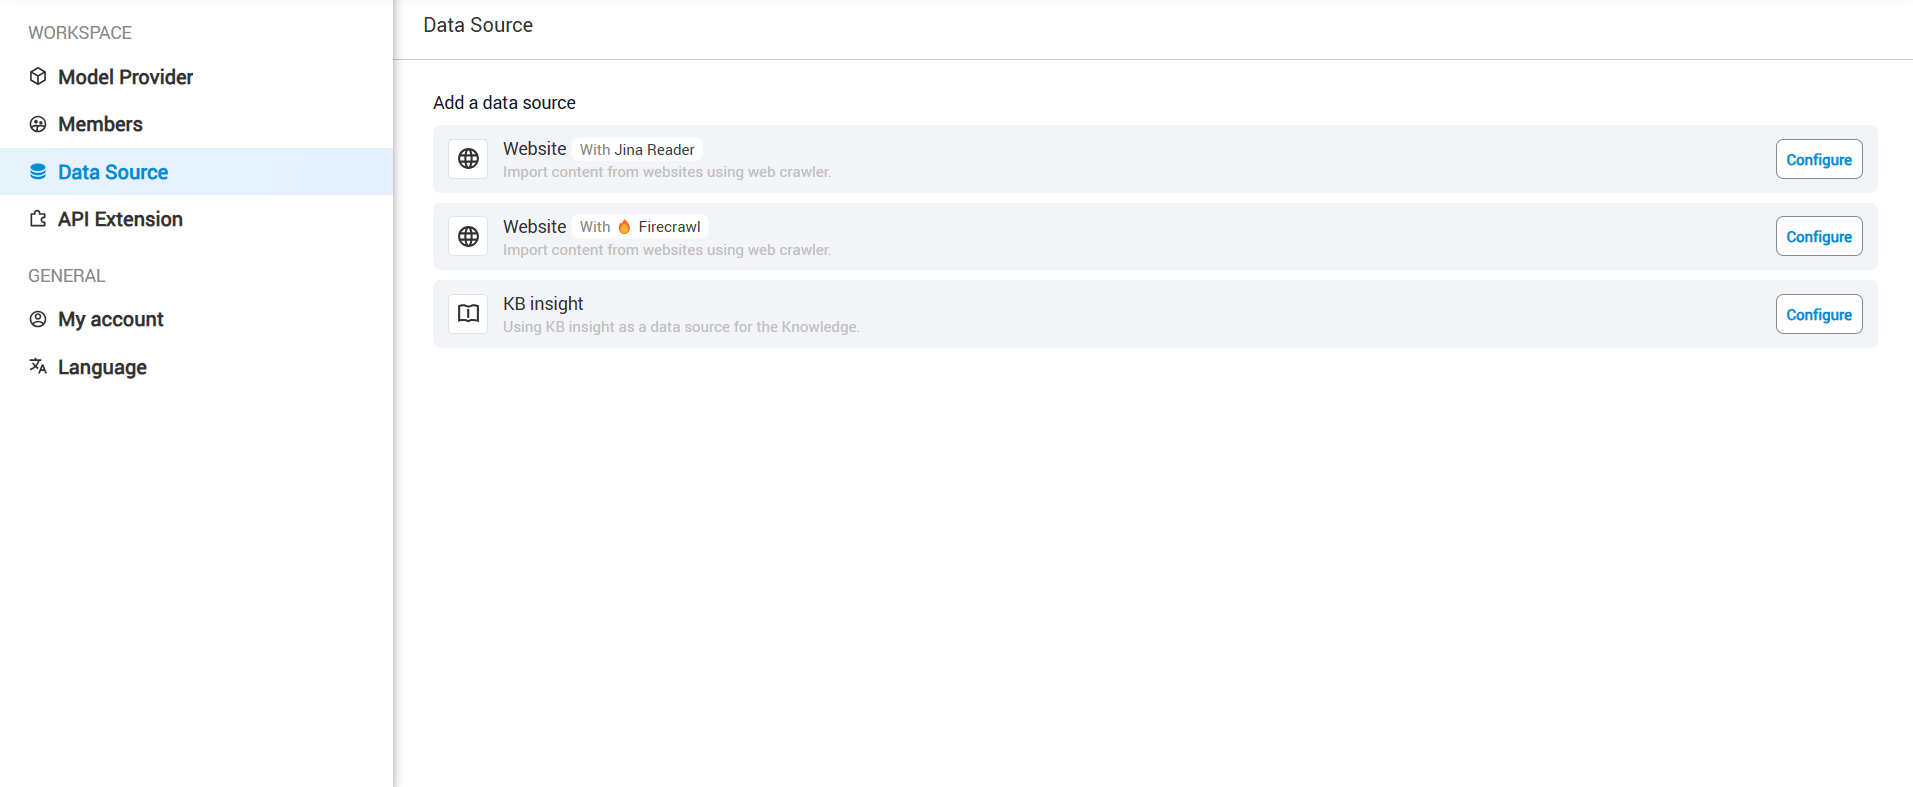 WORKSPACE
Model Provider
Members
Data Source
API Extension
GENERAL
My account
Language
Data Source
Add a data source
Website With Jina Reader
Import content from websites using web crawler.
Configure
Website With Firecrawl
Import content from websites using web crawler.
Configure
KB insight
Using KB insight as a data source for the Knowledge.
Configure